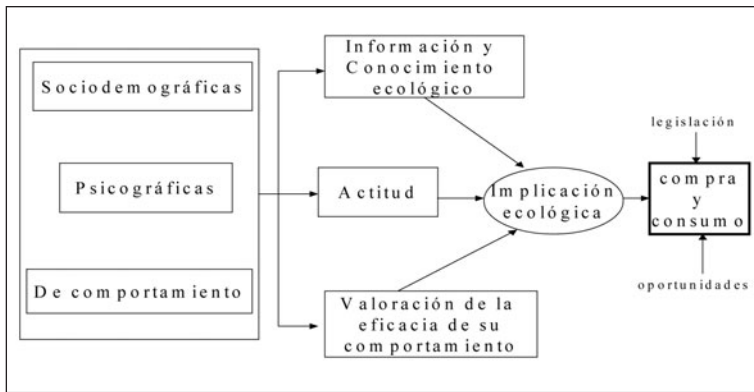 Sociodemográficas
Psicográficas
De comportamiento
Información y
Conocimiento
ecológico
Actitud
Valoración de la
eficacia de su
comportamiento
Implicación
ecológica
legislación
compra
y
consumo
oportunidades